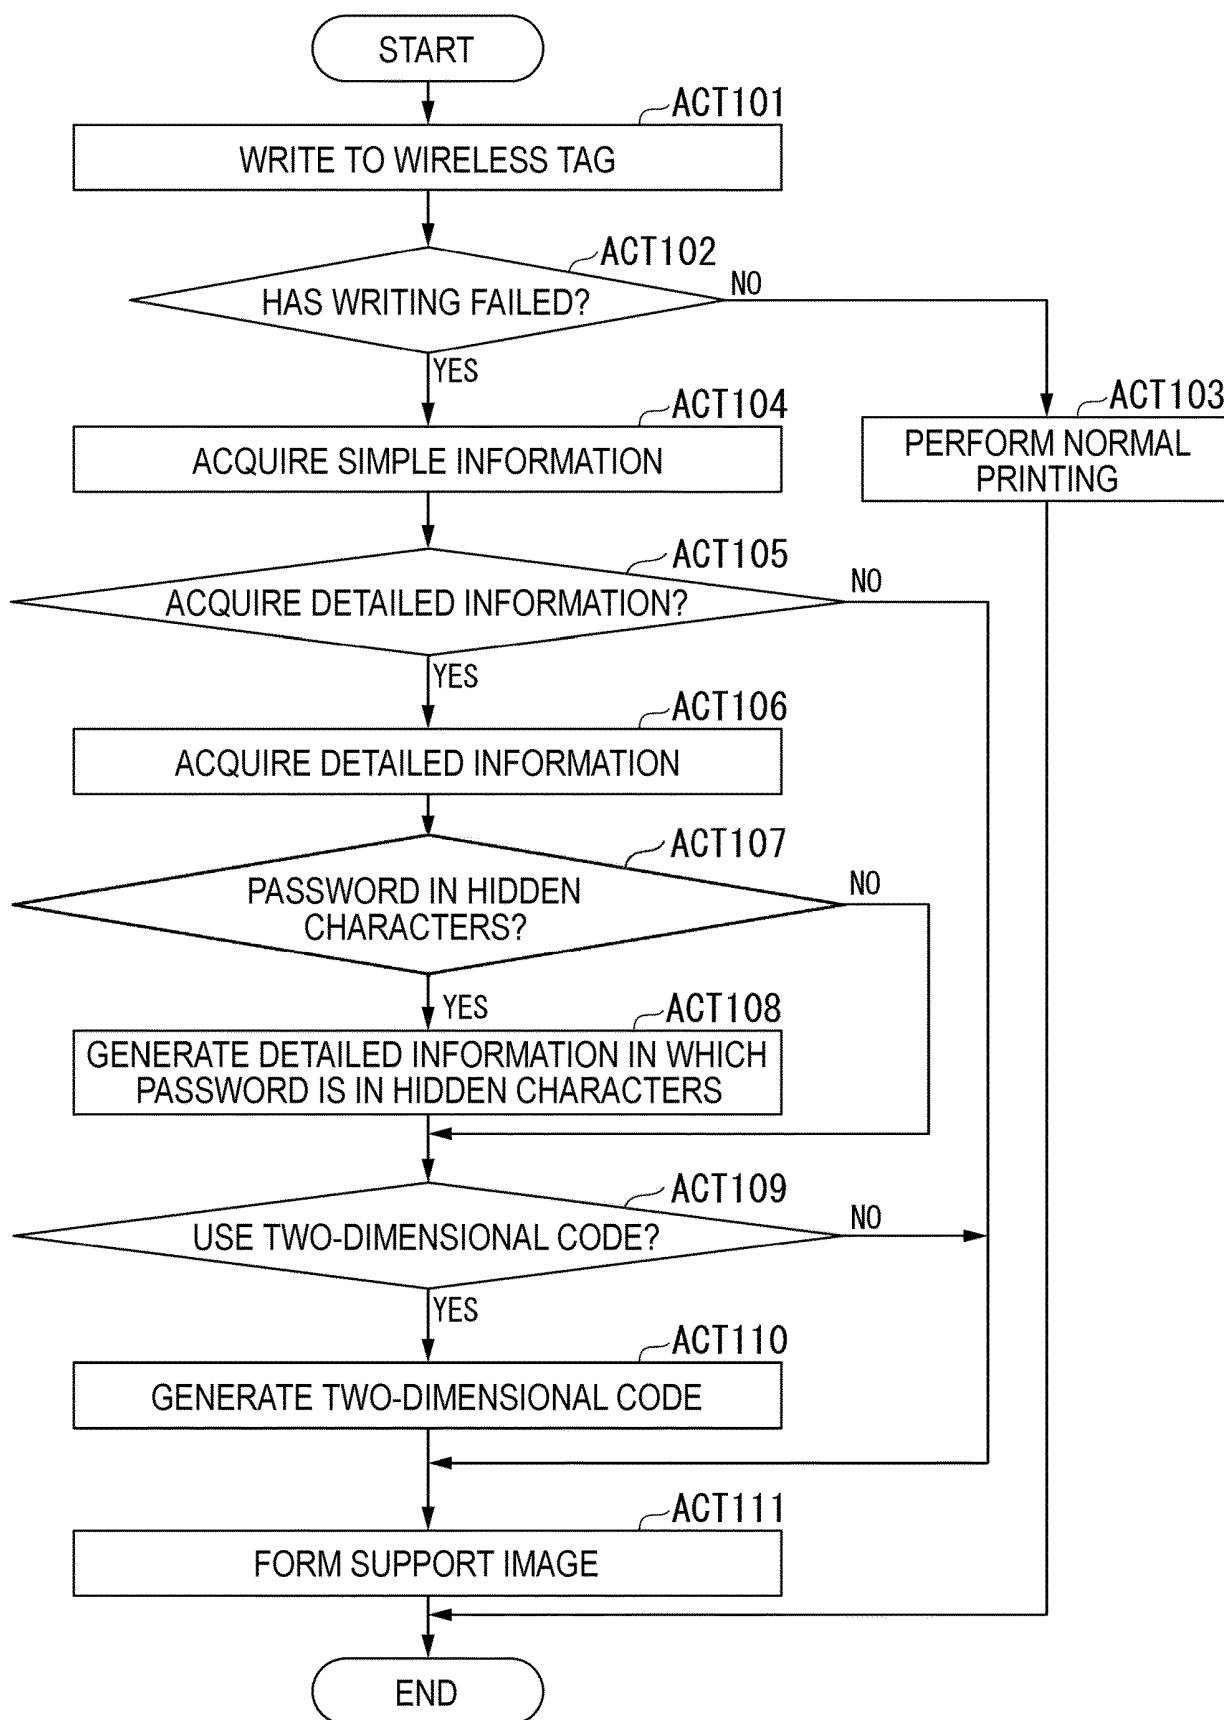 START
ACT101
WRITE TO WIRELESS TAG
ACT102
HAS WRITING FAILED?
NO
YES
ACT103
PERFORM NORMAL
PRINTING
ACT104
ACQUIRE SIMPLE INFORMATION
ACT105
ACQUIRE DETAILED INFORMATION?
NO
YES
ACT106
ACQUIRE DETAILED INFORMATION
ACT107
PASSWORD IN HIDDEN
CHARACTERS?
NO
YES
ACT108
GENERATE DETAILED INFORMATION IN WHICH
PASSWORD IS IN HIDDEN CHARACTERS
ACT109
USE TWO-DIMENSIONAL CODE?
NO
YES
ACT110
GENERATE TWO-DIMENSIONAL CODE
ACT111
FORM SUPPORT IMAGE
END